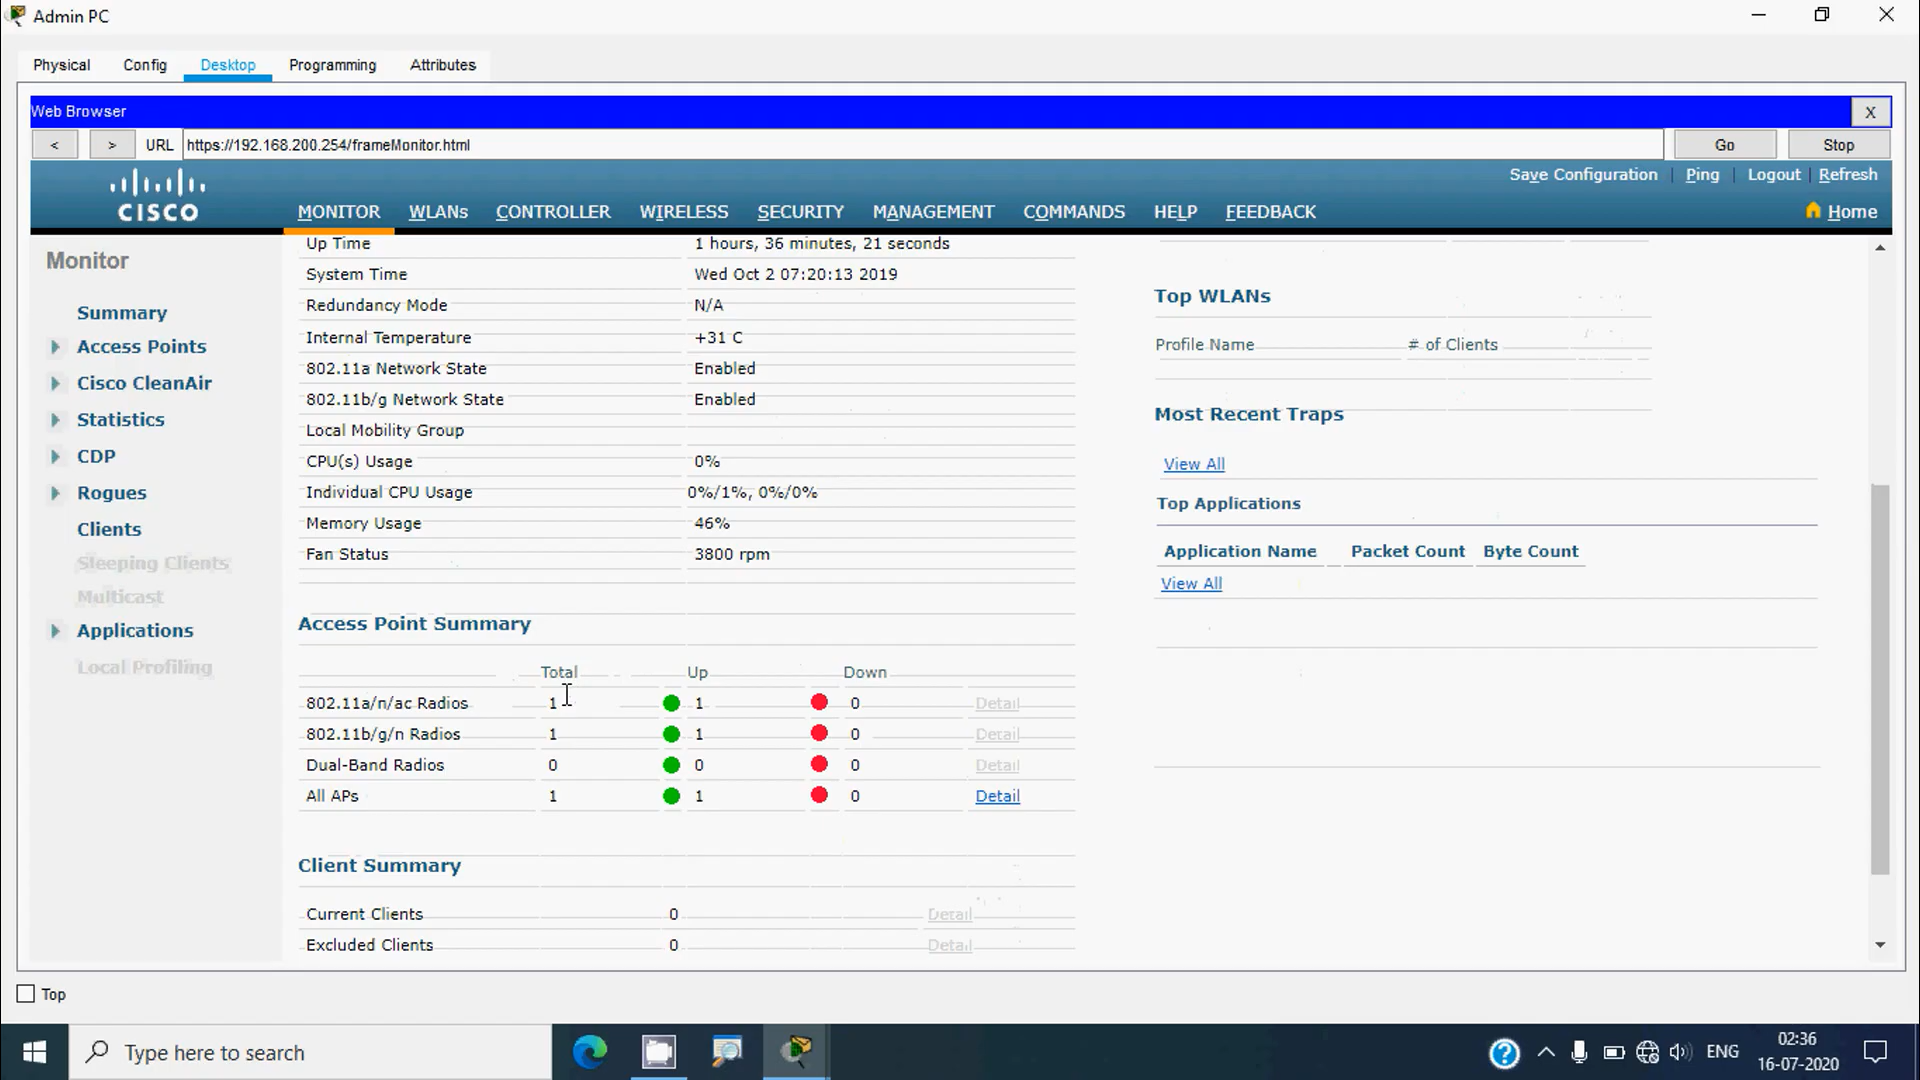 Admin PC
Physical Config Desktop Programming Attributes
Web Browser X
< > URL https://192.168.200.254/frameMonitor.html Go Stop
Save Configuration Ping Logout Refresh
CISCO MONITOR WLANs CONTROLLER WIRELESS SECURITY MANAGEMENT COMMANDS HELP FEEDBACK Home
Monitor
Summary
Access Points
Cisco CleanAir
Statistics
CDP
Rogues
Clients
Sleeping Clients
Multicast
Applications
Local Profiling
Up Time 1 hours, 36 minutes, 21 seconds
System Time Wed Oct 2 07:20:13 2019
Redundancy Mode N/A
Internal Temperature +31 C
802.11a Network State Enabled
802.11b/g Network State Enabled
Local Mobility Group
CPU(s) Usage 0%
Individual CPU Usage 0%/1%, 0%/0%
Memory Usage 46%
Fan Status 3800 rpm
Access Point Summary
Total Up Down
802.11a/n/ac Radios 1 1 0 Detail
802.11b/g/n Radios 1 1 0 Detail
Dual-Band Radios 0 0 0 Detail
All APs 1 1 0 Detail
Client Summary
Current Clients 0 Detail
Excluded Clients 0 Detail
Top WLANs
Profile Name # of Clients
Most Recent Traps
View All
Top Applications
Application Name Packet Count Byte Count
View All
Top
Type here to search
ENG
02:36
16-07-2020